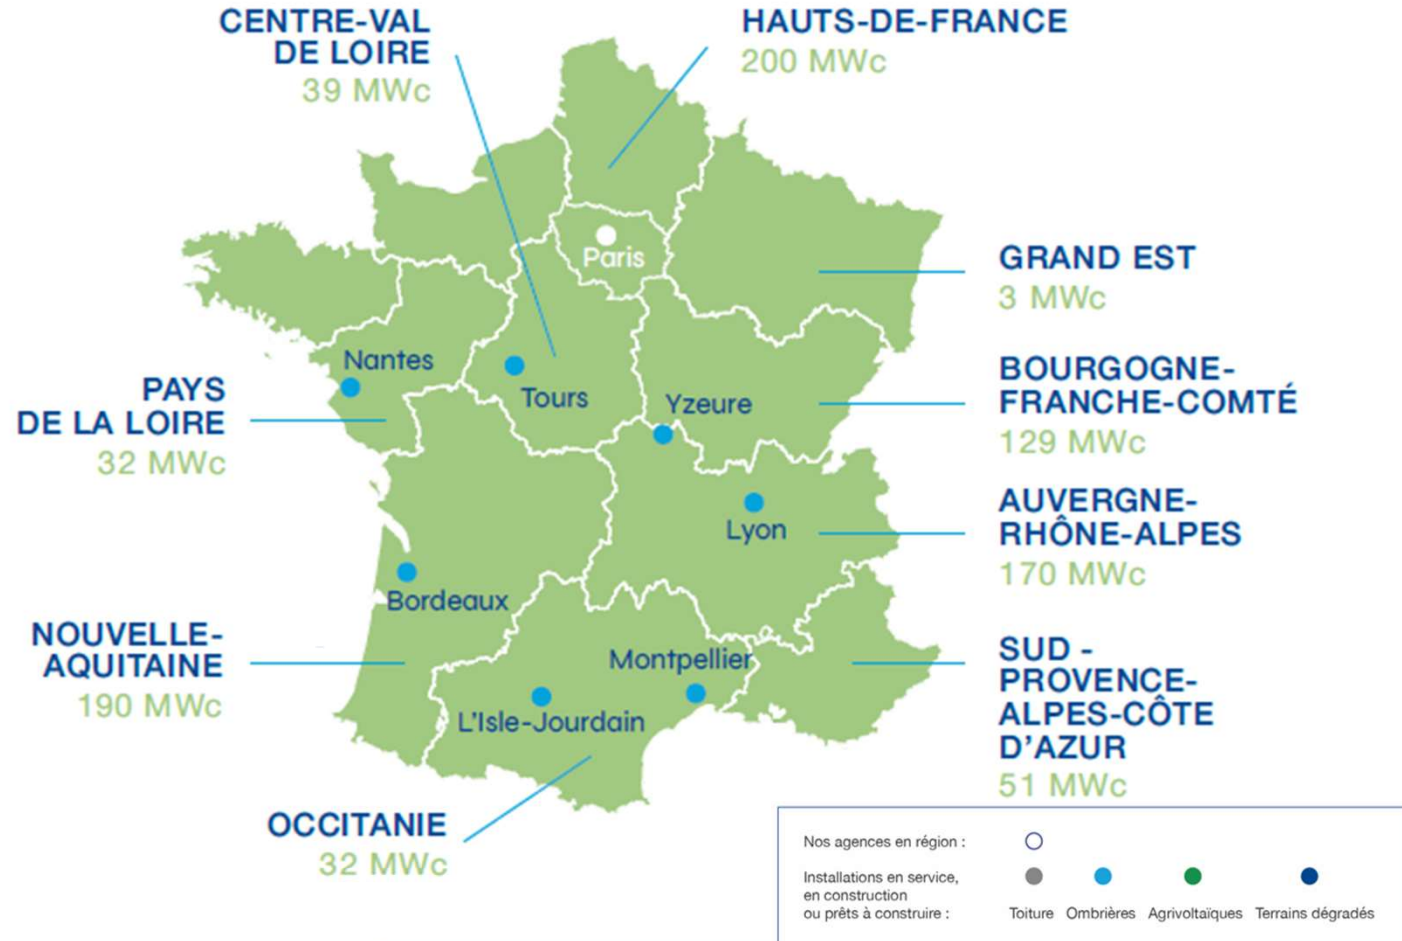 CENTRE-VAL
DE LOIRE
39 MWc
HAUTS-DE-FRANCE
200 MWc
Paris
GRAND EST
3 MWc
Nantes
PAYS
DE LA LOIRE
32 MWc
Tours
Yzeure
BOURGOGNE-
FRANCHE-COMTÉ
129 MWc
Lyon
AUVERGNE-
RHÔNE-ALPES
170 MWc
Bordeaux
NOUVELLE-
AQUITAINE
190 MWc
Montpellier
L'Isle-Jourdain
SUD -
PROVENCE-
ALPES-CÔTE
D'AZUR
51 MWc
OCCITANIE
32 MWc
Nos agences en région :
Installations en service,
en construction
ou prêts à construire :
Toiture Ombrières Agrivoltaïques Terrains dégradés